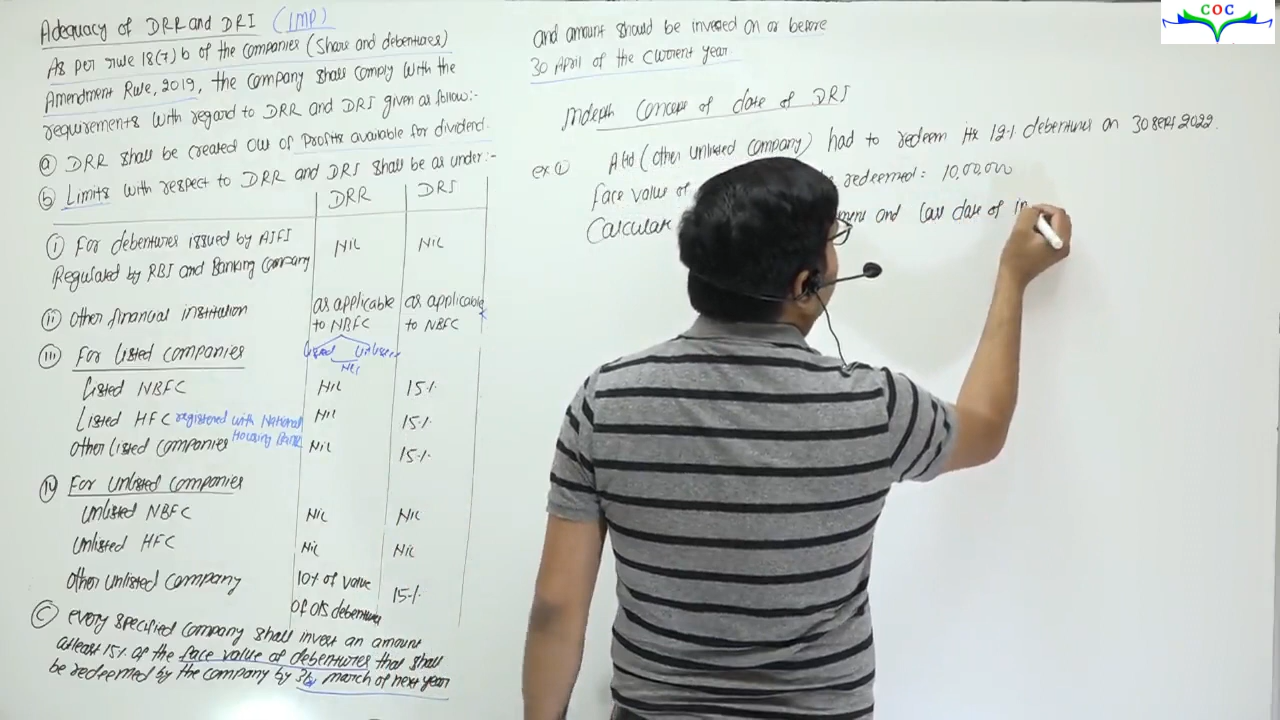 COC
Adequacy of DRR and DRI (IMP)
As per rule 18(7) b of the companies (Share and debentures)
Amendment Rule, 2019, the company shall comply with the
requirements with regard to DRR and DRI given as follow:-
(a) DRR shall be created out of Profits available for dividend.
(b) Limits with respect to DRR and DRI shall be as under:-
DRR DRI
(i) For debentures issued by AIFI Nil Nil
Regulated by RBI and Banking Company
(ii) Other financial institution as applicable as applicable
to NBFC to NBFC
Listed Unlisted
Nil
(iii) For Listed Companies
Listed NBFC Nil 15%
Listed HFC registered with National Nil 15%
Housing Bank
Other Listed Companies Nil 15%
(iv) For Unlisted Companies
Unlisted NBFC Nil Nil
Unlisted HFC Nil Nil
Other unlisted company 10% of value 15%
of o/s debentures
(C) every specified company shall invest an amount
atleast 15% of the face value of debentures that shall
be redeemed by the company by 31st march of next year
and amount should be invested on or before
30 April of the current year
Indepth concept of date of DRI
ex (1) A ltd (other unlisted company) had to redeem its 12% debentures on 30 sept 2022.
face value of redeemed = 10,00,000
Calculate and last date of in